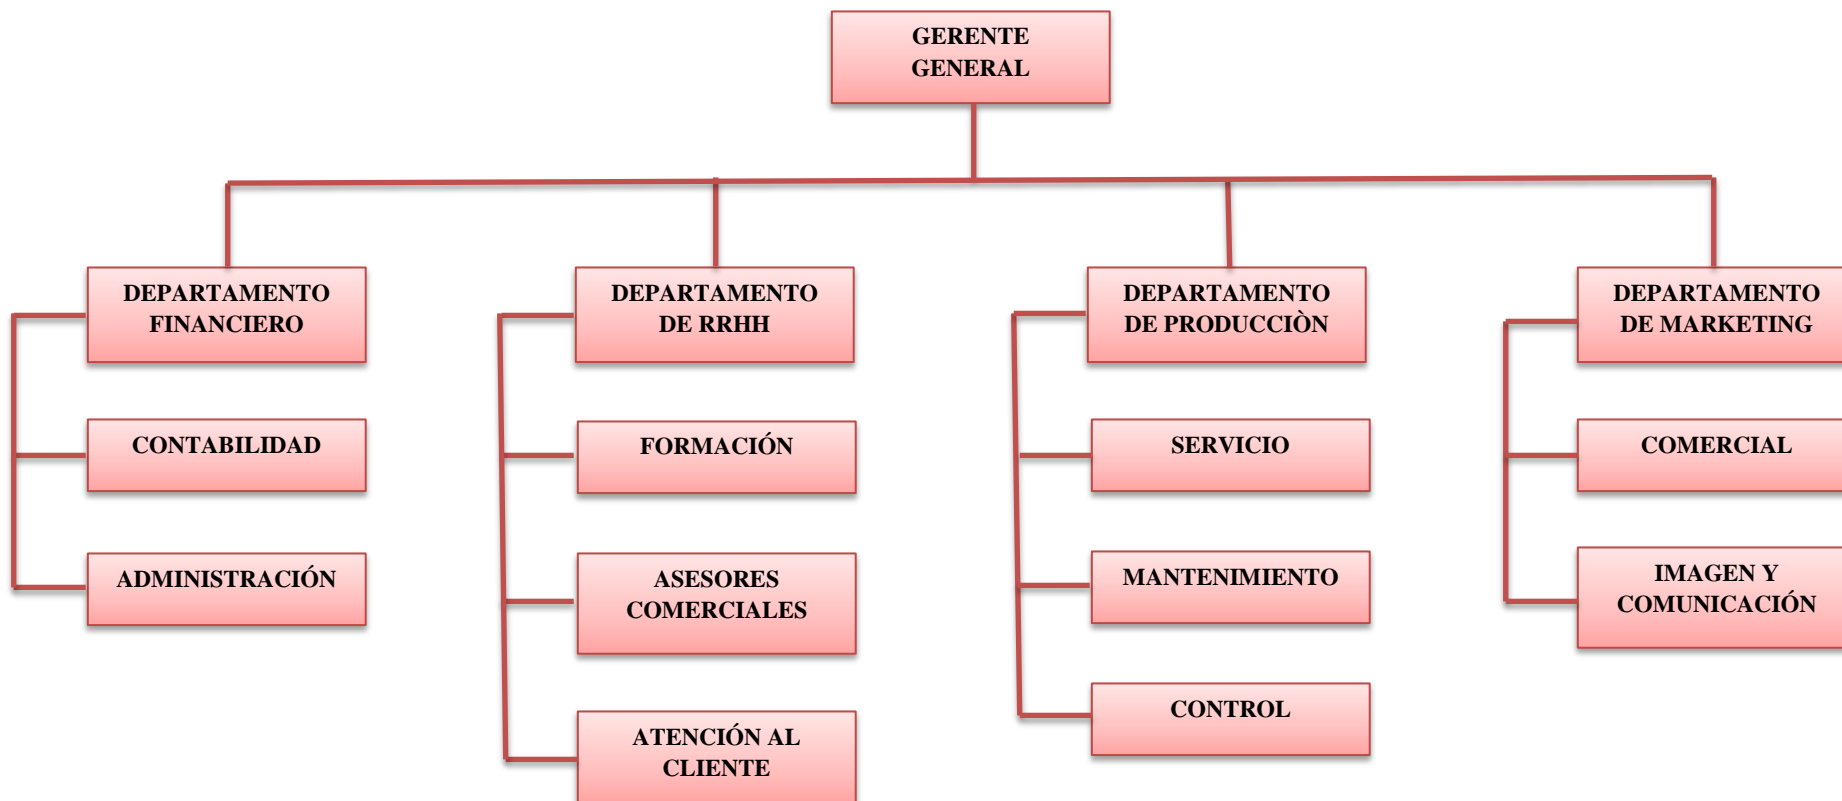 GERENTE
GENERAL
DEPARTAMENTO
FINANCIERO
CONTABILIDAD
ADMINISTRACIÓN
DEPARTAMENTO
DE RRHH
FORMACIÓN
ASESORES
COMERCIALES
ATENCIÓN AL
CLIENTE
DEPARTAMENTO
DE PRODUCCIÒN
SERVICIO
MANTENIMIENTO
CONTROL
DEPARTAMENTO
DE MARKETING
COMERCIAL
IMAGEN Y
COMUNICACIÓN